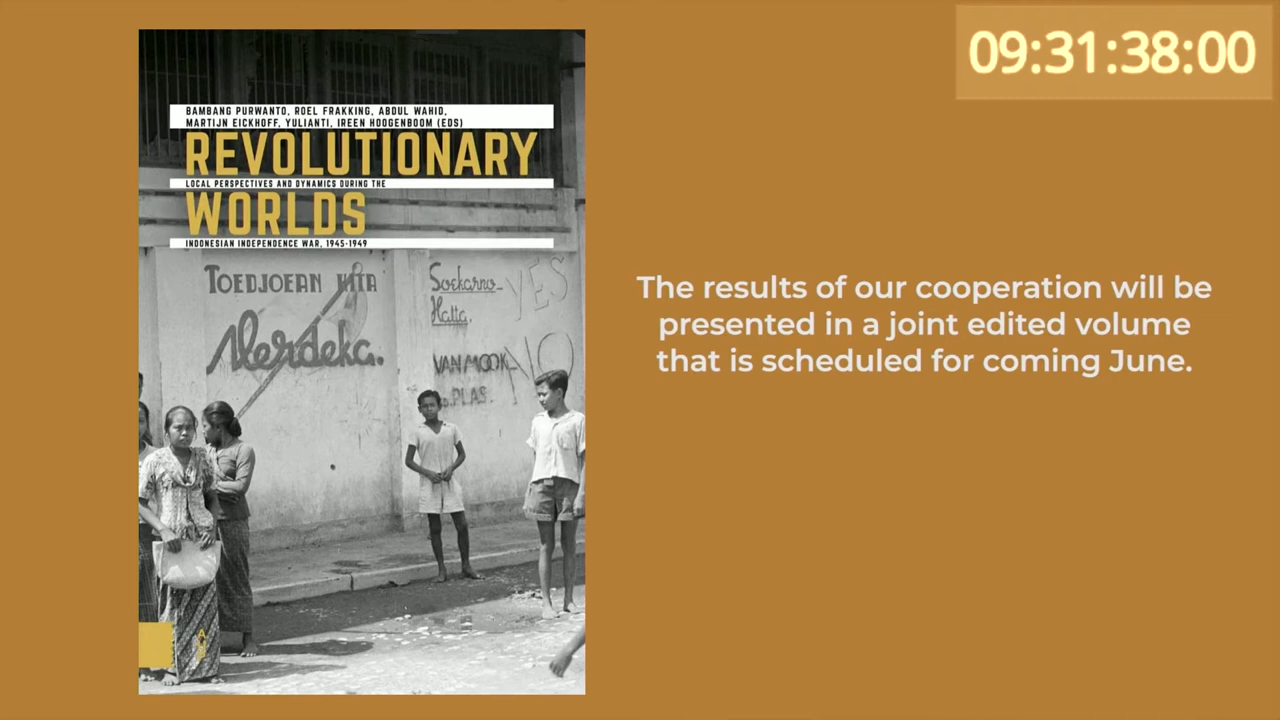 09:31:38:00
BAMBANG PURWANTO, ROEL FRAKKING, ABDUL WAHID,
MARTIJN EICKHOFF, YULIANTI, IREEN HOOGENBOOM (EDS)
REVOLUTIONARY
LOCAL PERSPECTIVES AND DYNAMICS DURING THE
WORLDS
INDONESIAN INDEPENDENCE WAR, 1945-1949
TOEDJOEAN KITA
Merdeka.
Soekarno-
Hatta.
YES
VAN MOOK
PLAS.
NO
The results of our cooperation will be
presented in a joint edited volume
that is scheduled for coming June.